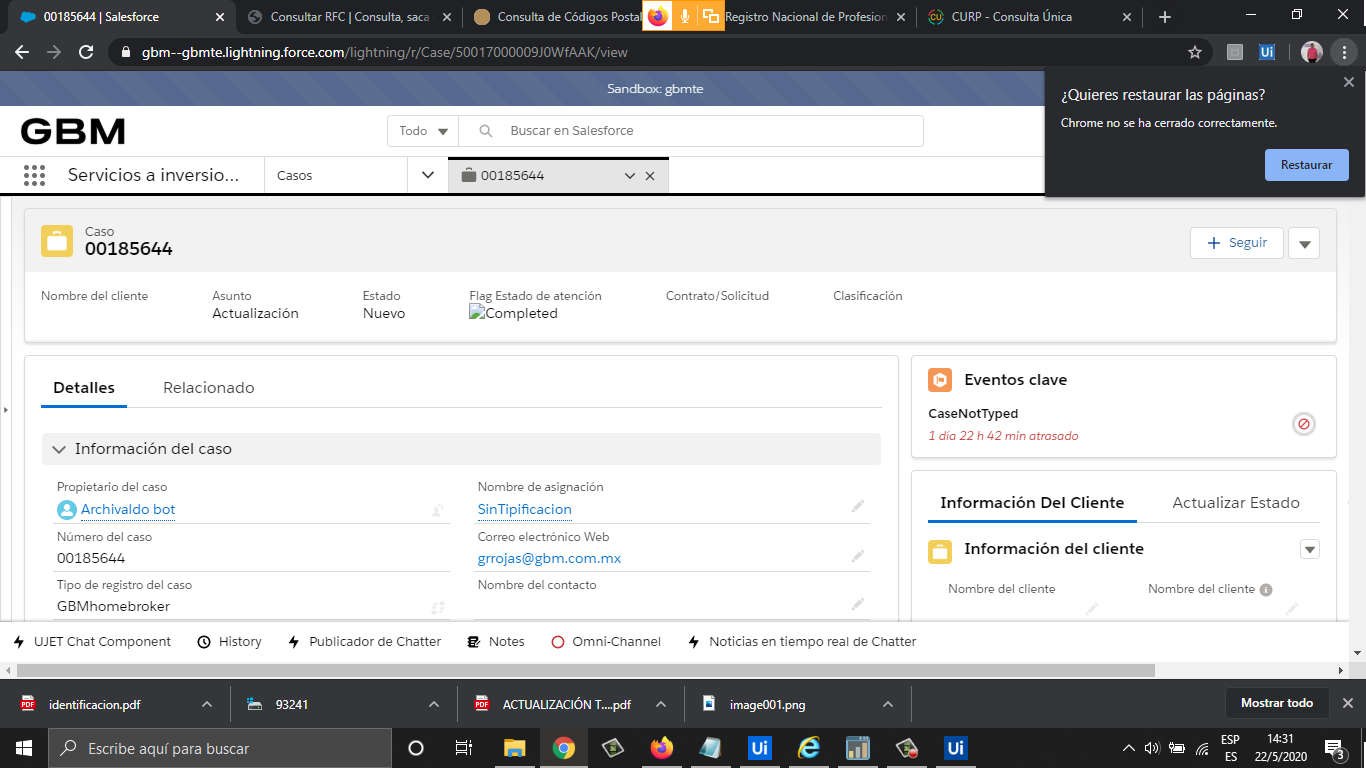 00185644 | Salesforce
Consultar RFC | Consulta, saca
Consulta de Códigos Postal
Registro Nacional de Profesion
CURP - Consulta Única
gbm--gbmte.lightning.force.com/lightning/r/Case/50017000009J0WfAAK/view
Ui
Sandbox: gbmte
¿Quieres restaurar las páginas?
Chrome no se ha cerrado correctamente.
Restaurar
GBM
Todo
Buscar en Salesforce
Servicios a inversio...
Casos
00185644
Caso
00185644
Seguir
Nombre del cliente
Asunto
Actualización
Estado
Nuevo
Flag Estado de atención
Completed
Contrato/Solicitud
Clasificación
Detalles
Relacionado
Información del caso
Propietario del caso
Archivaldo bot
Nombre de asignación
SinTipificacion
Número del caso
00185644
Correo electrónico Web
grrojas@gbm.com.mx
Tipo de registro del caso
GBMhomebroker
Nombre del contacto
Eventos clave
CaseNotTyped
1 día 22 h 42 min atrasado
Información Del Cliente
Actualizar Estado
Información del cliente
Nombre del cliente
Nombre del cliente
UJET Chat Component
History
Publicador de Chatter
Notes
Omni-Channel
Noticias en tiempo real de Chatter
PDF
identificacion.pdf
93241
PDF
ACTUALIZACIÓN T....pdf
image001.png
Mostrar todo
Escribe aquí para buscar
Ui
Ui
ESP
ES
14:31
22/5/2020
3